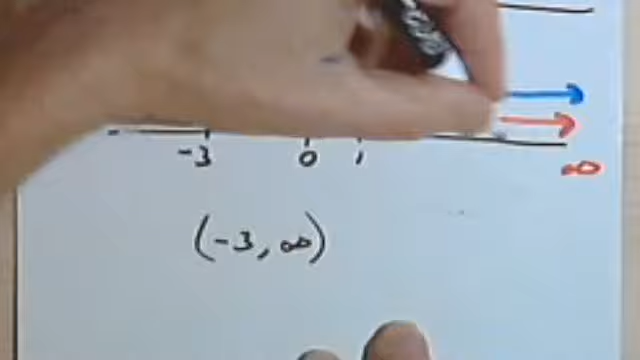 -3 0 1 ∞
(-3, ∞)